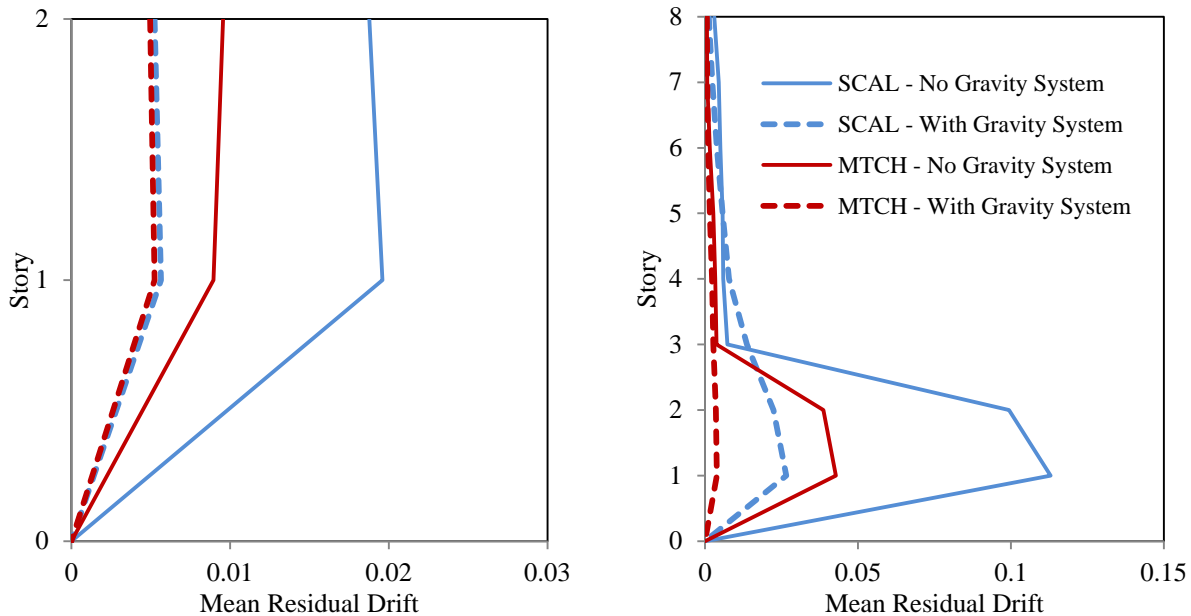 2
1
0
Story
0
0.01
0.02
0.03
Mean Residual Drift
8
7
6
5
4
3
2
1
0
Story
SCAL - No Gravity System
SCAL - With Gravity System
MTCH - No Gravity System
MTCH - With Gravity System
0
0.05
0.1
0.15
Mean Residual Drift